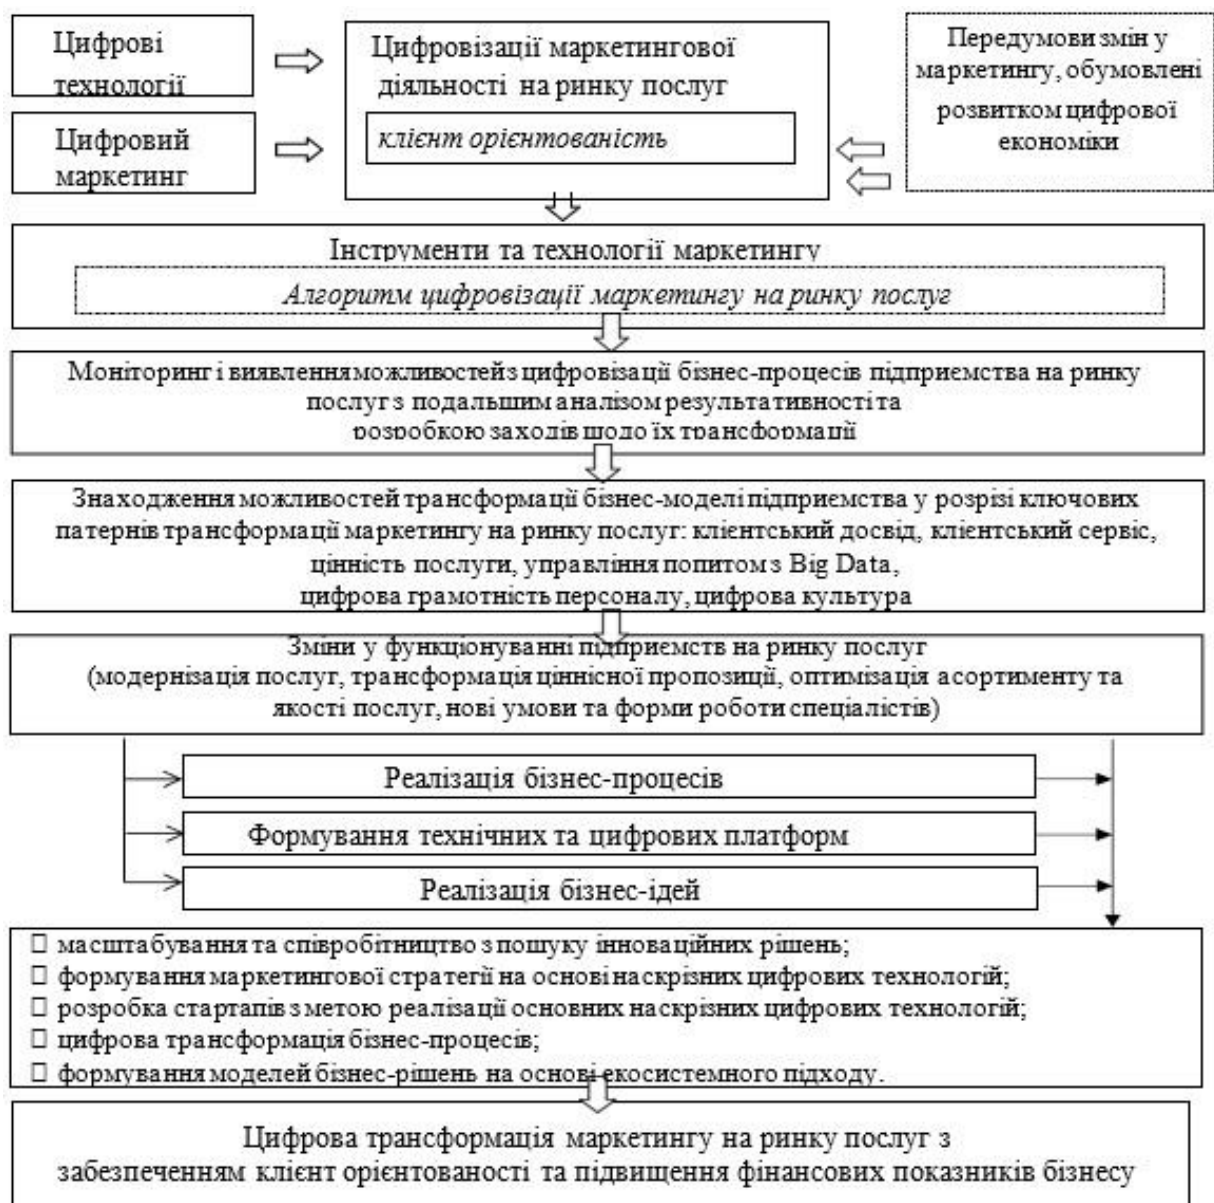 Цифрові
технології
Цифровий
маркетинг
Цифровізації маркетингової
діяльності на ринку послуг
клієнт орієнтованість
Передумови змін у
маркетингу, обумовлені
розвитком цифрової
економіки
Інструменти та технології маркетингу
Алгоритм цифровізації маркетингу на ринку послуг
Моніторинг і виявлення можливостей з цифровізації бізнес-процесів підприємства на ринку
послуг з подальшим аналізом результативності та
розробкою заходів щодо їх трансформації
Знаходження можливостей трансформації бізнес-моделі підприємства у розрізі ключових
патернів трансформації маркетингу на ринку послуг: клієнтський досвід, клієнтський сервіс,
цінність послуги, управління попитом з Big Data,
цифрова грамотність персоналу, цифрова культура
Зміни у функціонуванні підприємств на ринку послуг
(модернізація послуг, трансформація ціннісної пропозиції, оптимізація асортименту та
якості послуг, нові умови та форми роботи спеціалістів)
Реалізація бізнес-процесів
Формування технічних та цифрових платформ
Реалізація бізнес-ідей
масштабування та співробітництво з пошуку інноваційних рішень;
формування маркетингової стратегії на основі наскрізних цифрових технологій;
розробка стартапів з метою реалізації основних наскрізних цифрових технологій;
цифрова трансформація бізнес-процесів;
формування моделей бізнес-рішень на основі екосистемного підходу.
Цифрова трансформація маркетингу на ринку послуг з
забезпеченням клієнт орієнтованості та підвищення фінансових показників бізнесу